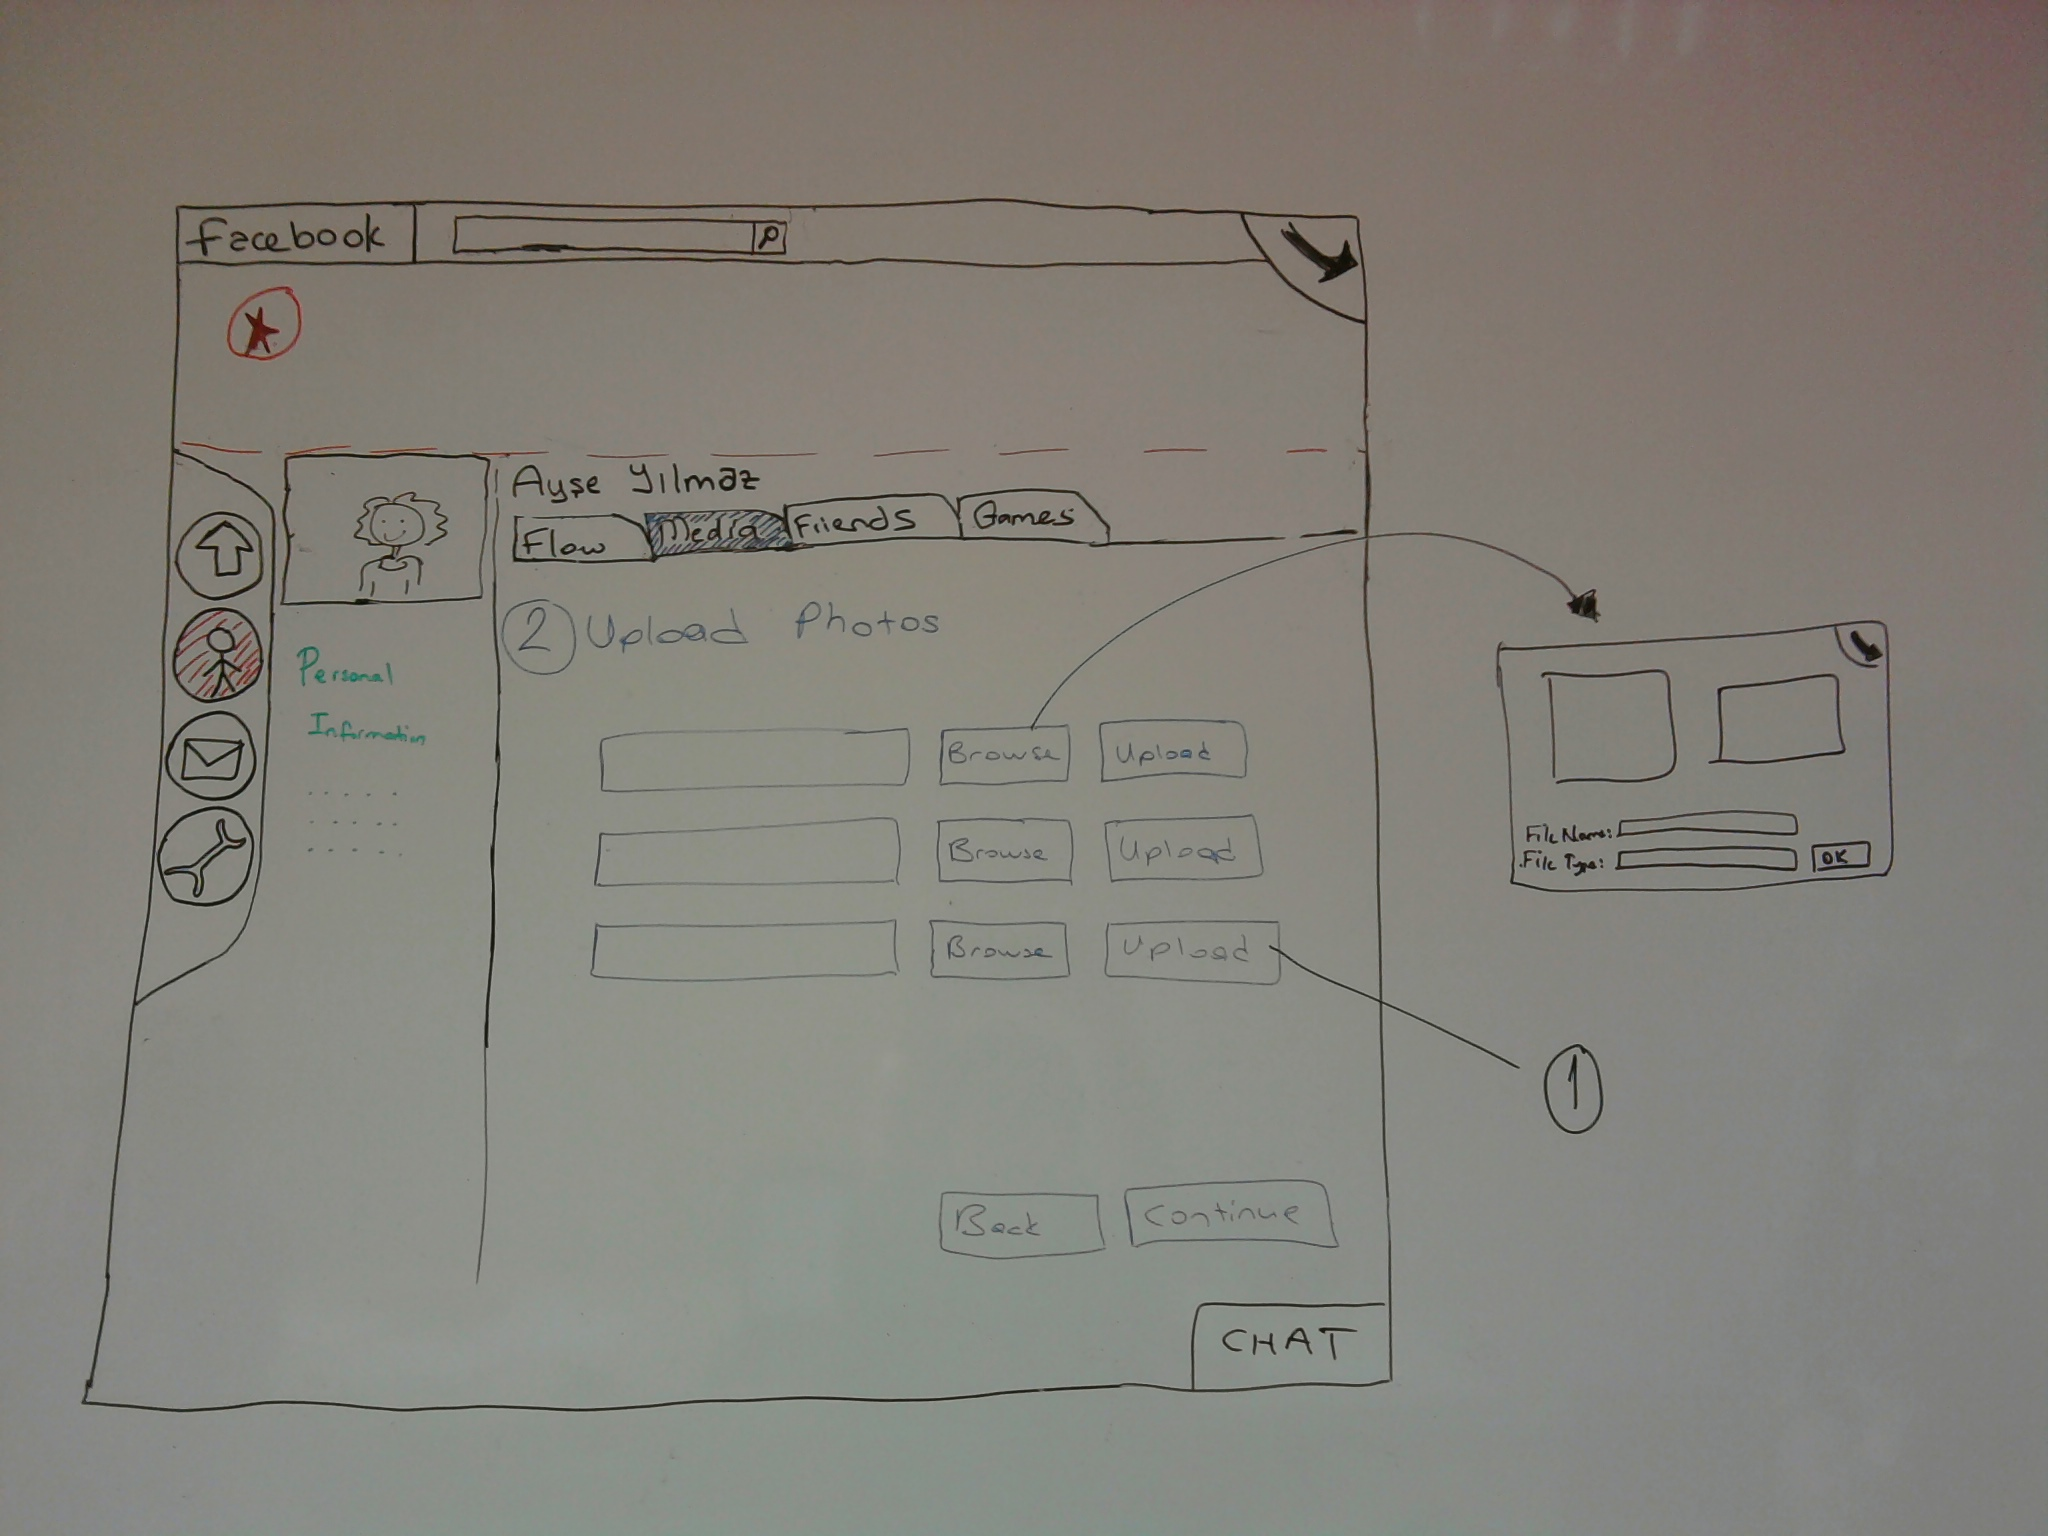 Facebook
Ayşe Yılmaz
Flow Media Friends Games
2 Upload Photos
Personal
Information
Browse Upload
Browse Upload
Browse Upload
File Name:
File Type: OK
1
Back Continue
CHAT